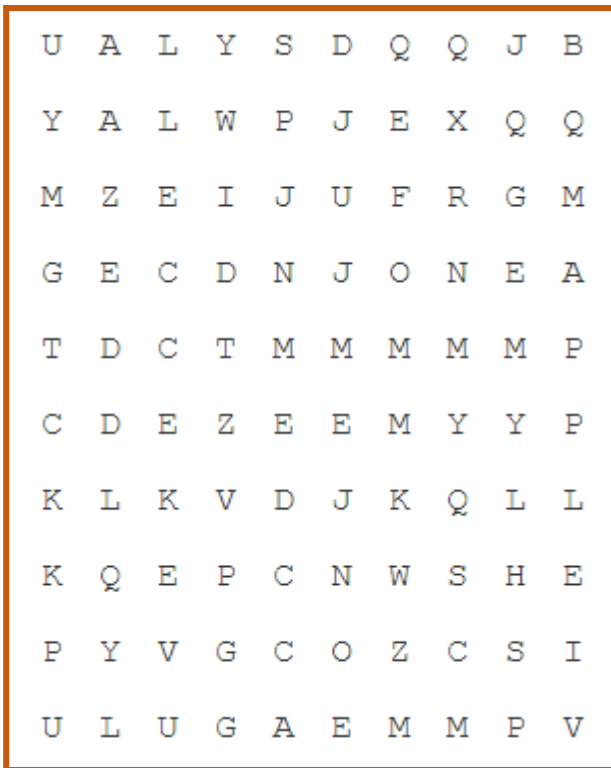 U A L Y S D Q Q J B
Y A L W P J E X Q Q
M Z E I J U F R G M
G E C D N J O N E A
T D C T M M M M M P
C D E Z E E M Y Y P
K L K V D J K Q L L
K Q E P C N W S H E
P Y V G C O Z C S I
U L U G A E M M P V